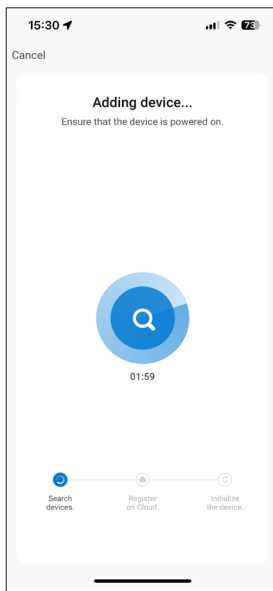 15:30
73
Cancel
Adding device...
Ensure that the device is powered on.
01:59
Search
devices.
Register
on Cloud.
Initialize
the device.